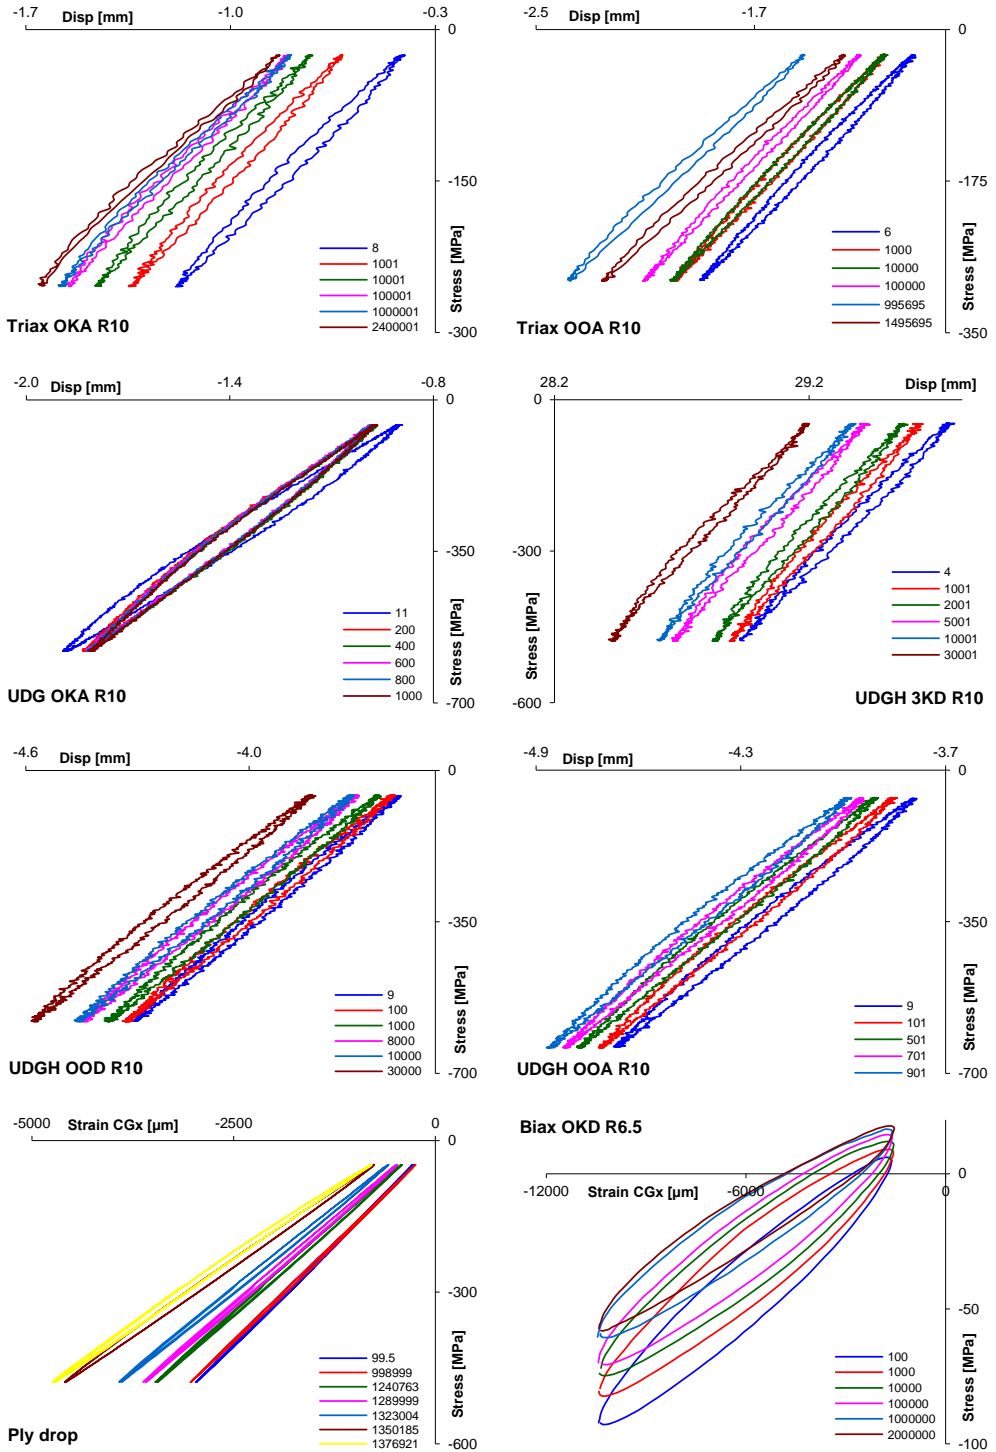 -1.7 -1.0 -0.3
Disp [mm]
0
-150
-300
Stress [MPa]
8
1001
10001
100001
1000001
2400001
Triax OKA R10
-2.5 -1.7
Disp [mm]
0
-175
-350
Stress [MPa]
6
1000
10000
100000
995695
1495695
Triax OOA R10
-2.0 -1.4 -0.8
Disp [mm]
0
-350
-700
Stress [MPa]
11
200
400
600
800
1000
UDG OKA R10
28.2 29.2
Disp [mm]
0
-300
-600
Stress [MPa]
4
1001
2001
5001
10001
30001
UDGH 3KD R10
-4.6 -4.0
Disp [mm]
0
-350
-700
Stress [MPa]
9
100
1000
8000
10000
30000
UDGH OOD R10
-4.9 -4.3 -3.7
Disp [mm]
0
-350
-700
Stress [MPa]
9
101
501
701
901
UDGH OOA R10
-5000 -2500 0
Strain CGx [µm]
0
-300
-600
Stress [MPa]
99.5
998999
1240763
1289999
1323004
1350185
1376921
Ply drop
Biax OKD R6.5
-12000 -6000 0
Strain CGx [µm]
0
-50
-100
Stress [MPa]
100
1000
10000
100000
1000000
2000000